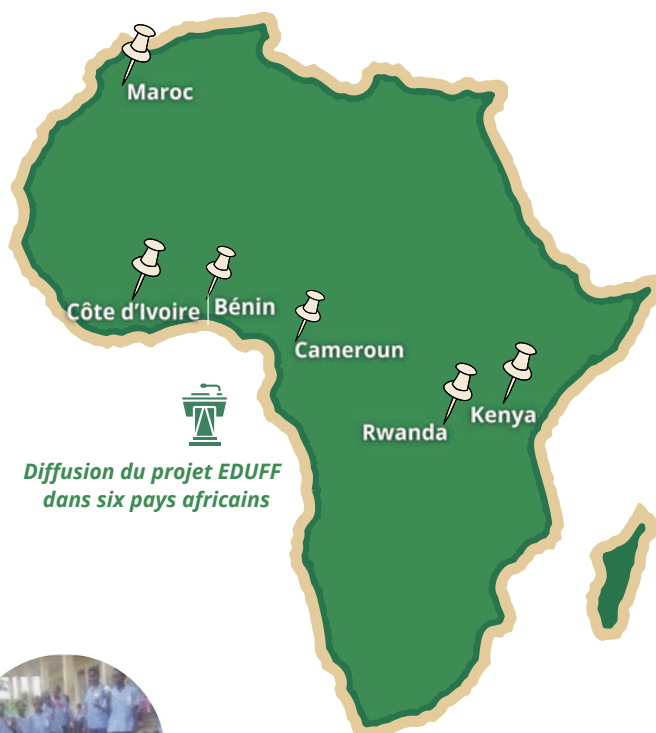 Maroc
Côte d’Ivoire
Bénin
Cameroun
Rwanda
Kenya
Diffusion du projet EDUFF
dans six pays africains